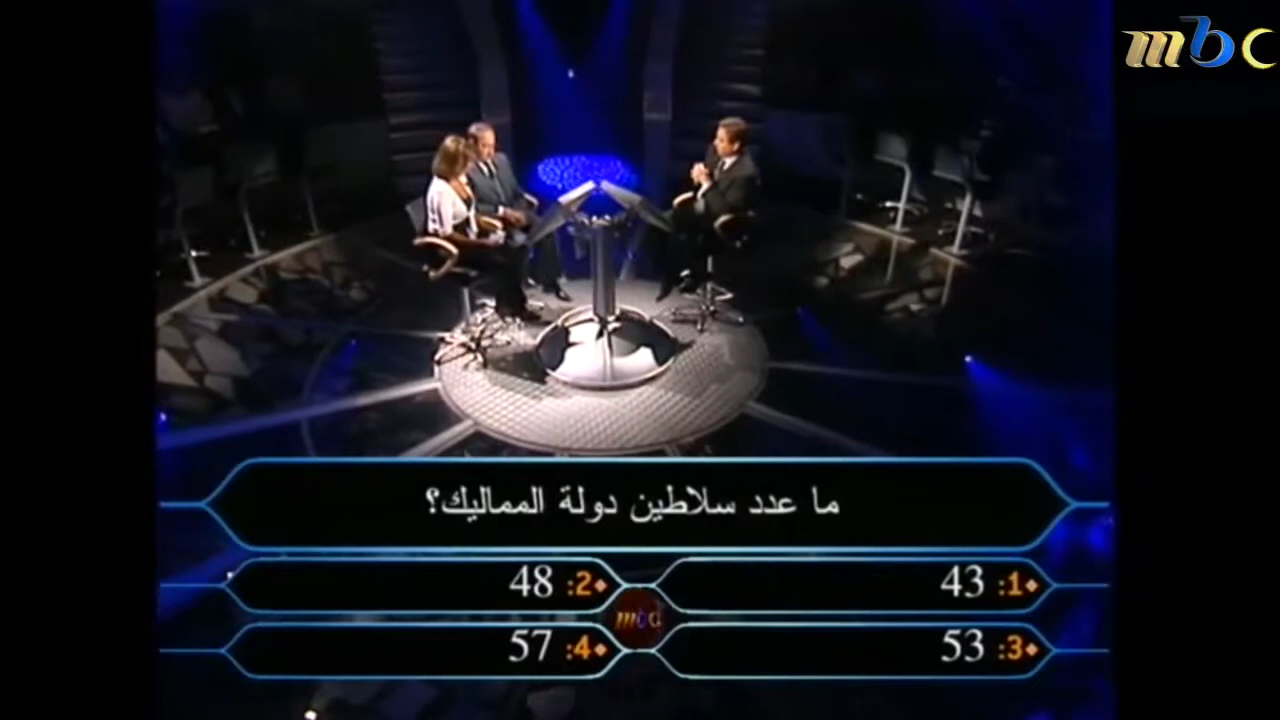 mbc
ما عدد سلاطين دولة المماليك؟
1: 43
2: 48
3: 53
4: 57
mbc